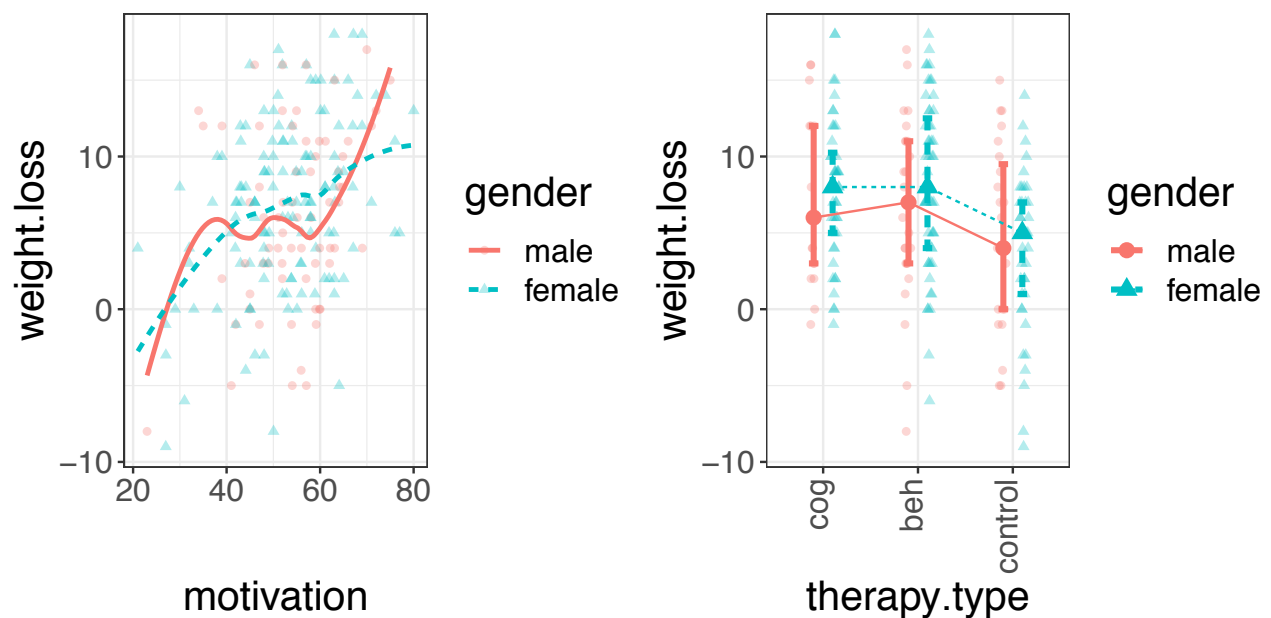 weight.loss
10
0
−10
20 40 60 80
motivation
gender
male
female
weight.loss
10
0
−10
cog
beh
control
therapy.type
gender
male
female